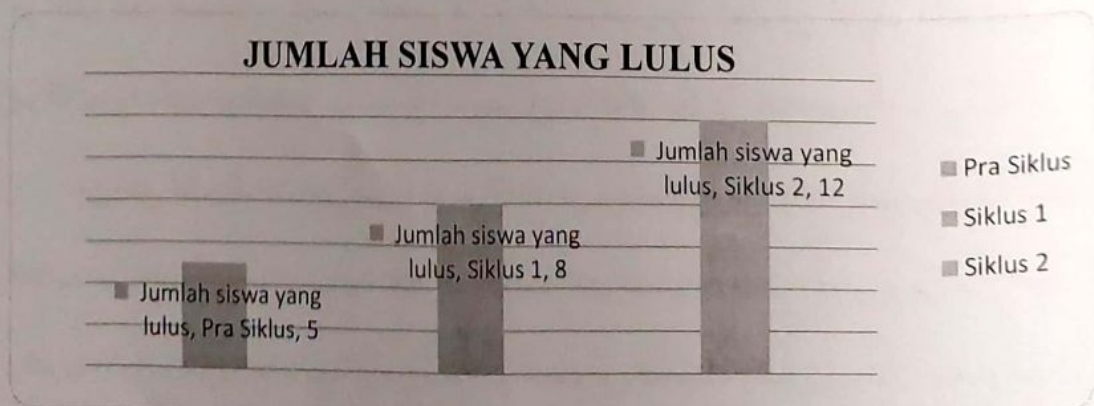 JUMLAH SISWA YANG LULUS
Jumlah siswa yang
lulus, Siklus 2, 12
Jumlah siswa yang
lulus, Siklus 1, 8
Jumlah siswa yang
lulus, Pra Siklus, 5
Pra Siklus
Siklus 1
Siklus 2